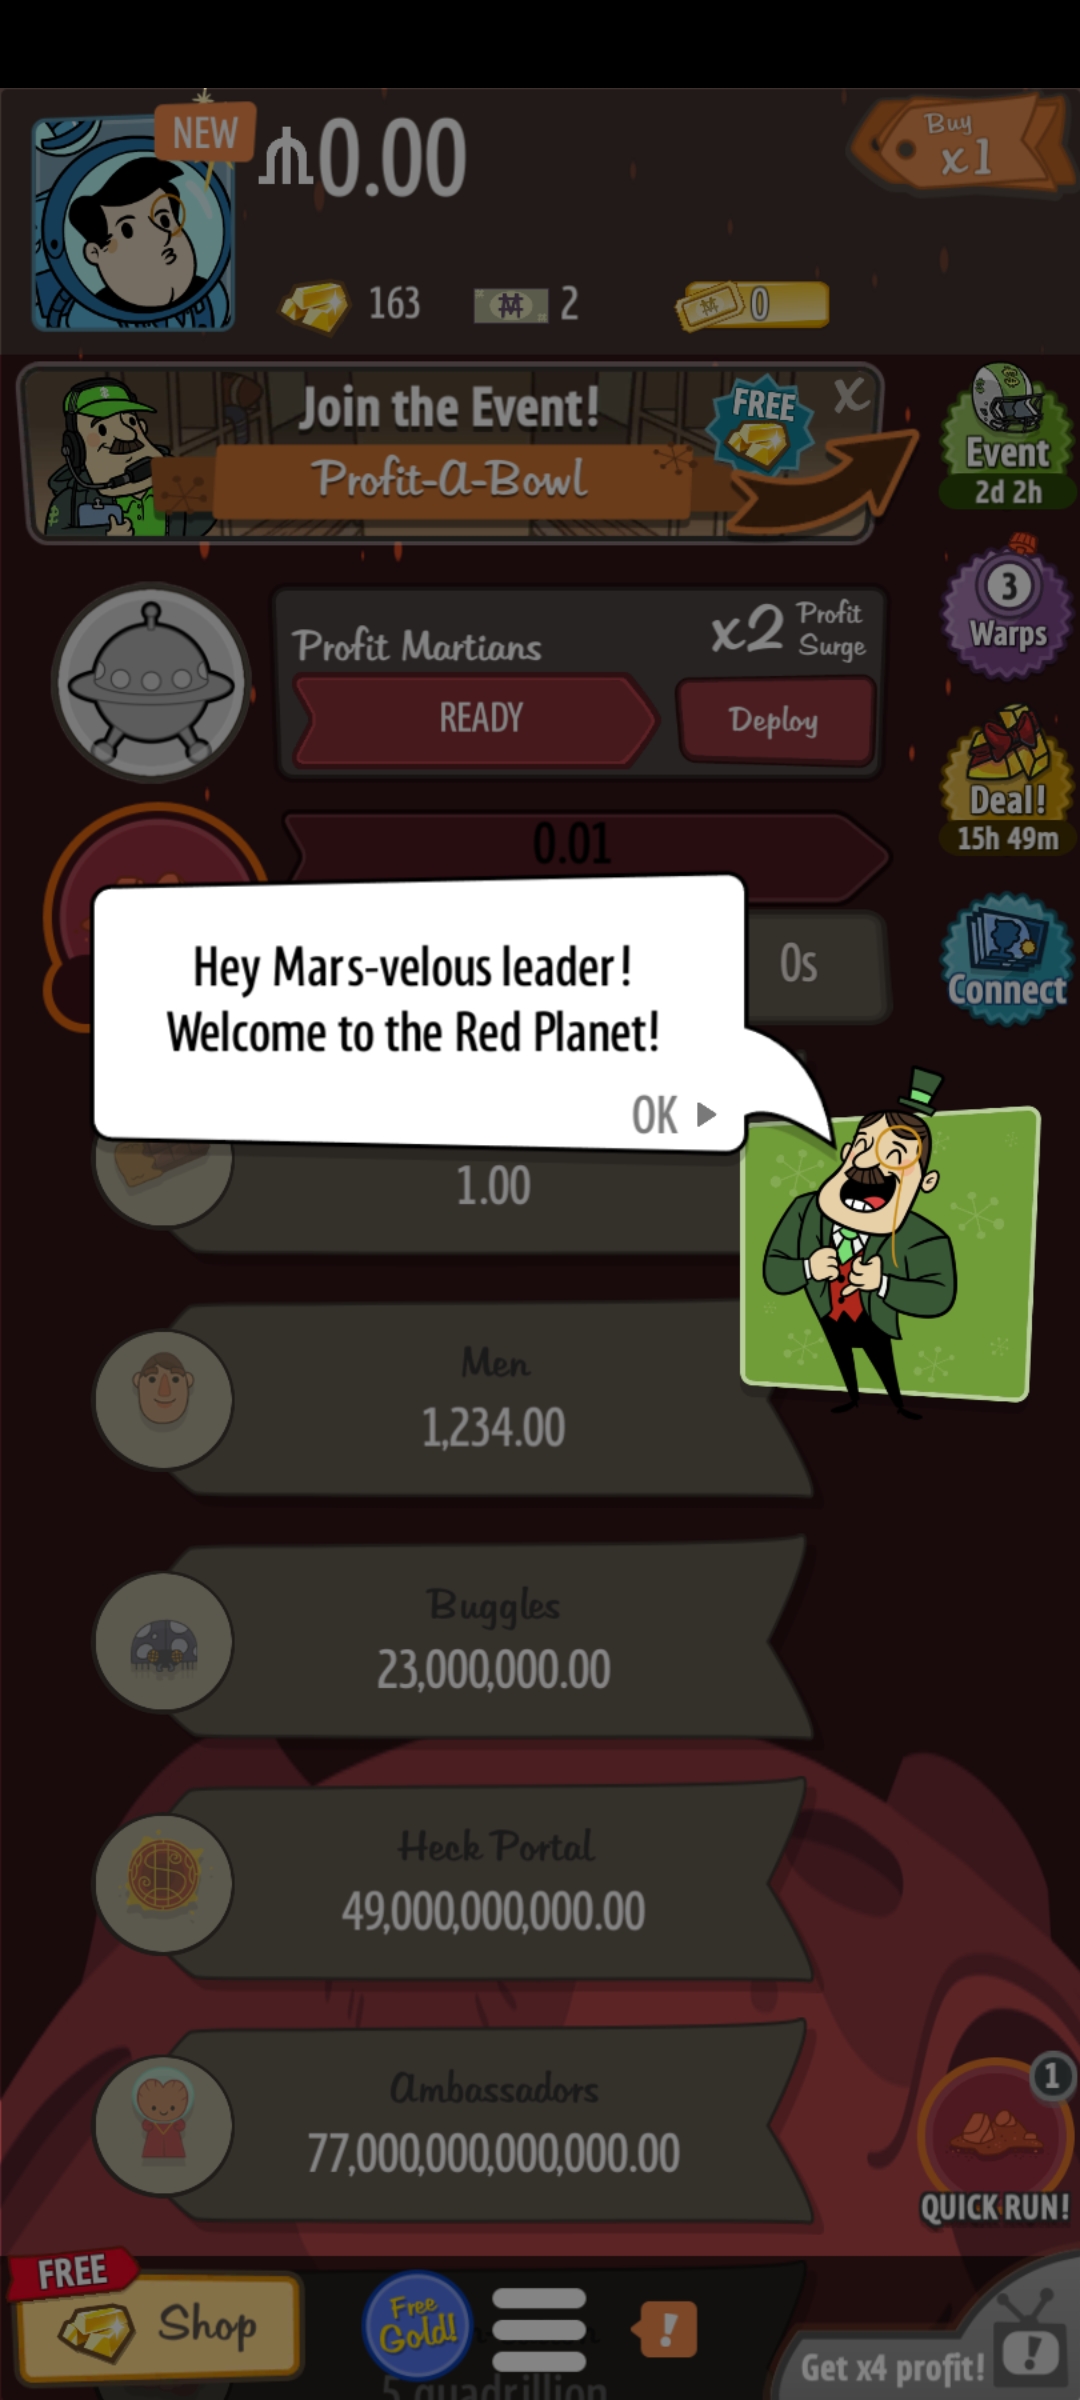 NEW
0.00
Buy
x1
163
2
0
Join the Event!
FREE
X
Profit-A-Bowl
Event
2d 2h
3
Warps
Profit Martians
x2 Profit Surge
READY
Deploy
Deal!
15h 49m
0.01
Hey Mars-velous leader!
Welcome to the Red Planet!
OK
0s
Connect
1.00
Men
1,234.00
Buggles
23,000,000.00
Heck Portal
49,000,000,000.00
Ambassadors
77,000,000,000,000.00
1
QUICK RUN!
FREE
Shop
Free
Gold!
!
5 quadrillion
Get x4 profit!
!